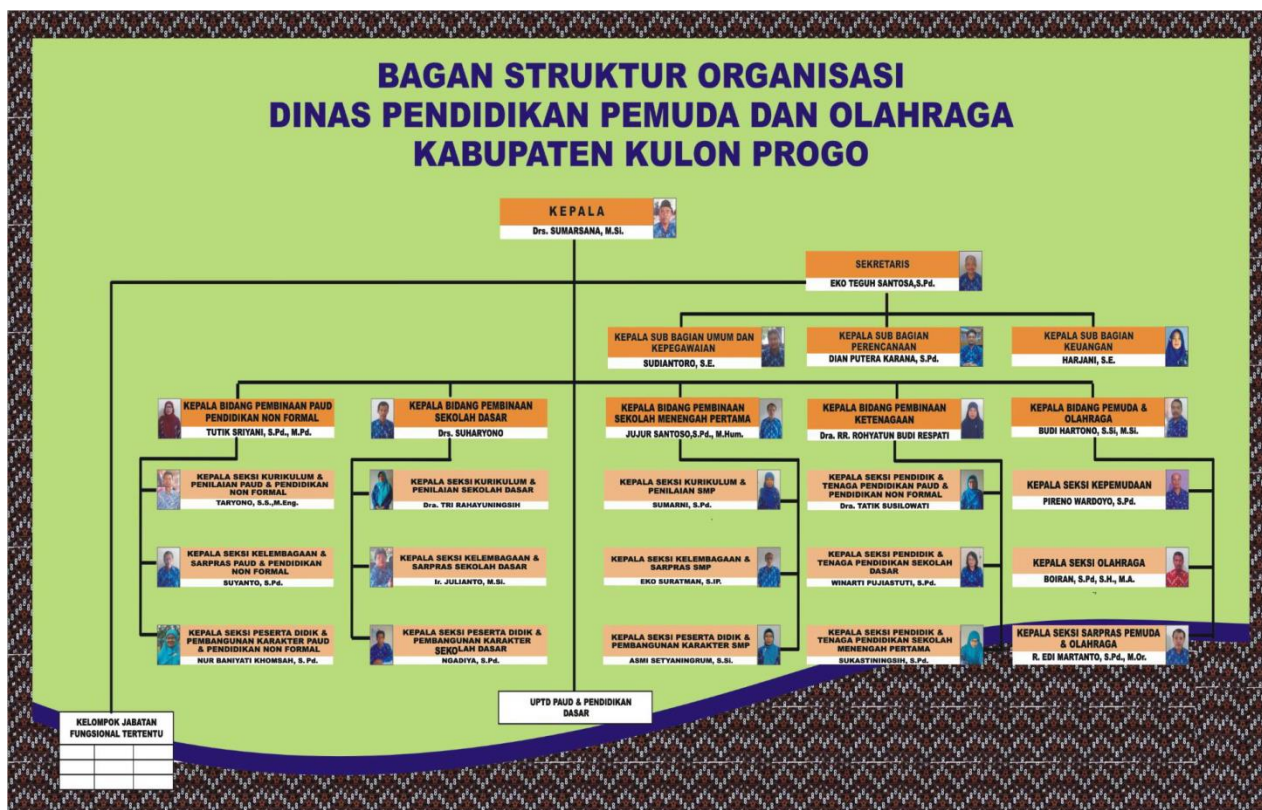 BAGAN STRUKTUR ORGANISASI
DINAS PENDIDIKAN PEMUDA DAN OLAHRAGA
KABUPATEN KULON PROGO
KEPALA
Drs. SUMARSANA, M.Si.
SEKRETARIS
EKO TEGUH SANTOSA,S.Pd.
KEPALA SUB BAGIAN UMUM DAN
KEPEGAWAIAN
SUDIANTORO, S.E.
KEPALA SUB BAGIAN
PERENCANAAN
DIAN PUTERA KARANA, S.Pd.
KEPALA SUB BAGIAN
KEUANGAN
HARJANI, S.E.
KEPALA BIDANG PEMBINAAN PAUD
PENDIDIKAN NON FORMAL
TUTIK SRIYANI, S.Pd., M.Pd.
KEPALA BIDANG PEMBINAAN
SEKOLAH DASAR
Drs. SUHARYONO
KEPALA BIDANG PEMBINAAN
SEKOLAH MENENGAH PERTAMA
JUJUR SANTOSO,S.Pd., M.Hum.
KEPALA BIDANG PEMBINAAN
KETENAGAAN
Dra. RR. ROHYATUN BUDI RESPATI
KEPALA BIDANG PEMUDA &
OLAHRAGA
BUDI HARTONO, S.Si, M.Si.
KEPALA SEKSI KURIKULUM &
PENILAIAN PAUD & PENDIDIKAN
NON FORMAL
TARYONO, S.S.,M.Eng.
KEPALA SEKSI KURIKULUM &
PENILAIAN SEKOLAH DASAR
Dra. TRI RAHAYUNINGSIH
KEPALA SEKSI KURIKULUM &
PENILAIAN SMP
SUMARNI, S.Pd.
KEPALA SEKSI PENDIDIK &
TENAGA PENDIDIKAN PAUD &
PENDIDIKAN NON FORMAL
Dra. TATIK SUSILOWATI
KEPALA SEKSI KEPEMUDAAN
PIRENO WARDOYO, S.Pd.
KEPALA SEKSI KELEMBAGAAN &
SARPRAS PAUD & PENDIDIKAN
NON FORMAL
SUYANTO, S.Pd.
KEPALA SEKSI KELEMBAGAAN &
SARPRAS SEKOLAH DASAR
Ir. JULIANTO, M.Si.
KEPALA SEKSI KELEMBAGAAN &
SARPRAS SMP
EKO SURATMAN, S.IP.
KEPALA SEKSI PENDIDIK &
TENAGA PENDIDIKAN SEKOLAH
DASAR
WINARTI PUJIASTUTI, S.Pd.
KEPALA SEKSI OLAHRAGA
BOIRAN, S.Pd, S.H., M.A.
KEPALA SEKSI PESERTA DIDIK &
PEMBANGUNAN KARAKTER PAUD
& PENDIDIKAN NON FORMAL
NUR BANIYATI KHOMSAH, S. Pd.
KEPALA SEKSI PESERTA DIDIK &
PEMBANGUNAN KARAKTER
SEKOLAH DASAR
NGADIYA, S.Pd.
KEPALA SEKSI PESERTA DIDIK &
PEMBANGUNAN KARAKTER SMP
ASMI SETYANINGRUM, S.Si.
KEPALA SEKSI PENDIDIK &
TENAGA PENDIDIKAN SEKOLAH
MENENGAH PERTAMA
SUKASTININGSIH, S.Pd.
KEPALA SEKSI SARPRAS PEMUDA
& OLAHRAGA
R. EDI MARTANTO, S.Pd., M.Or.
UPTD PAUD & PENDIDIKAN
DASAR
KELOMPOK JABATAN
FUNGSIONAL TERTENTU